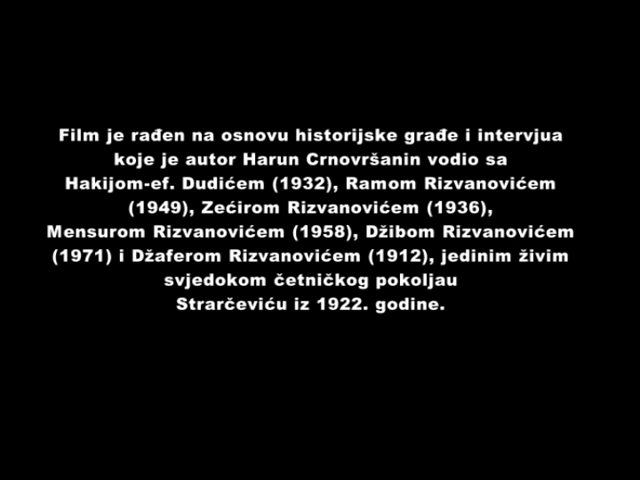 Film je rađen na osnovu historijske građe i intervjua
koje je autor Harun Crnovršanin vodio sa
Hakijom-ef. Dudićem (1932), Ramom Rizvanovićem
(1949), Zećirom Rizvanovićem (1936),
Mensurom Rizvanovićem (1958), Džibom Rizvanovićem
(1971) i Džaferom Rizvanovićem (1912), jedinim živim
svjedokom četničkog pokoljau
Strarčeviću iz 1922. godine.